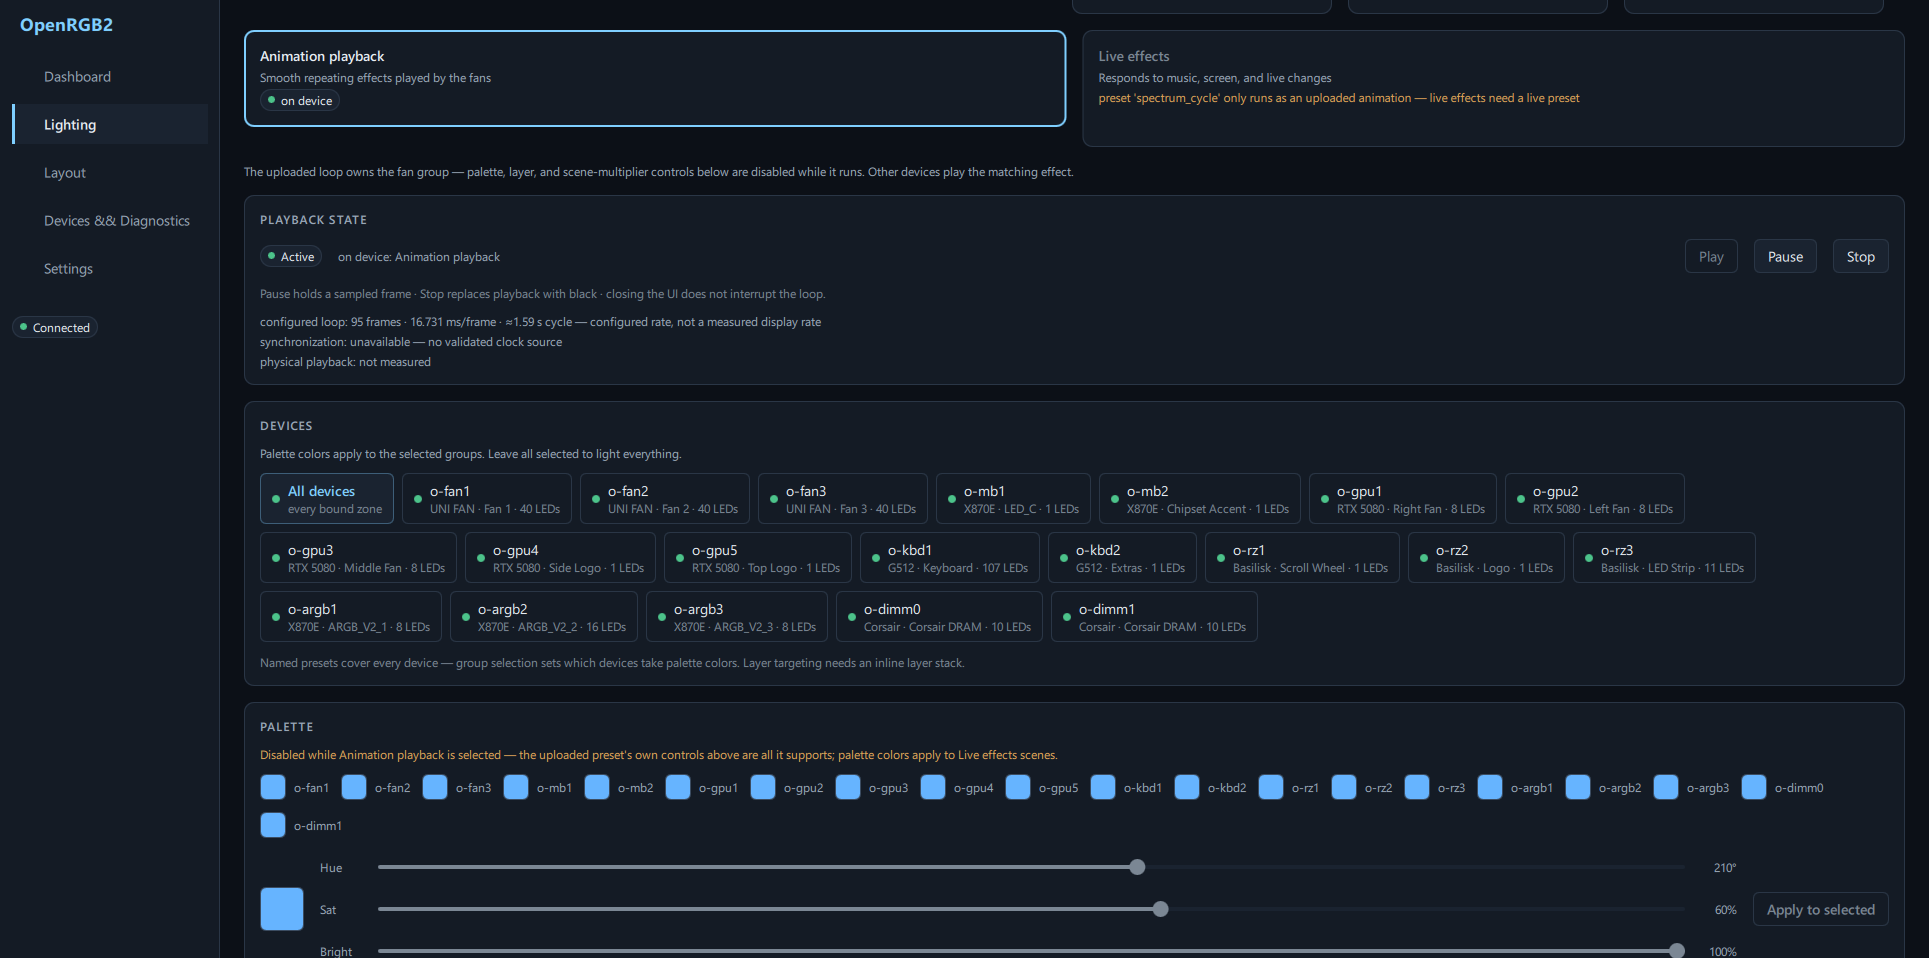 OpenRGB2
Dashboard
Lighting
Layout
Devices && Diagnostics
Settings
Connected
Animation playback
Smooth repeating effects played by the fans
on device
Live effects
Responds to music, screen, and live changes
preset 'spectrum_cycle' only runs as an uploaded animation — live effects need a live preset
The uploaded loop owns the fan group — palette, layer, and scene-multiplier controls below are disabled while it runs. Other devices play the matching effect.
PLAYBACK STATE
Active on device: Animation playback
Play Pause Stop
Pause holds a sampled frame · Stop replaces playback with black · closing the UI does not interrupt the loop.
configured loop: 95 frames · 16.731 ms/frame · ≈1.59 s cycle — configured rate, not a measured display rate
synchronization: unavailable — no validated clock source
physical playback: not measured
DEVICES
Palette colors apply to the selected groups. Leave all selected to light everything.
All devices o-fan1 o-fan2 o-fan3 o-mb1 o-mb2 o-gpu1 o-gpu2
every bound zone UNI FAN · Fan 1 · 40 LEDs UNI FAN · Fan 2 · 40 LEDs UNI FAN · Fan 3 · 40 LEDs X870E · LED_C · 1 LEDs X870E · Chipset Accent · 1 LEDs RTX 5080 · Right Fan · 8 LEDs RTX 5080 · Left Fan · 8 LEDs
o-gpu3 o-gpu4 o-gpu5 o-kbd1 o-kbd2 o-rz1 o-rz2 o-rz3
RTX 5080 · Middle Fan · 8 LEDs RTX 5080 · Side Logo · 1 LEDs RTX 5080 · Top Logo · 1 LEDs G512 · Keyboard · 107 LEDs G512 · Extras · 1 LEDs Basilisk · Scroll Wheel · 1 LEDs Basilisk · Logo · 1 LEDs Basilisk · LED Strip · 11 LEDs
o-argb1 o-argb2 o-argb3 o-dimm0 o-dimm1
X870E · ARGB_V2_1 · 8 LEDs X870E · ARGB_V2_2 · 16 LEDs X870E · ARGB_V2_3 · 8 LEDs Corsair · Corsair DRAM · 10 LEDs Corsair · Corsair DRAM · 10 LEDs
Named presets cover every device — group selection sets which devices take palette colors. Layer targeting needs an inline layer stack.
PALETTE
Disabled while Animation playback is selected — the uploaded preset's own controls above are all it supports; palette colors apply to Live effects scenes.
o-fan1 o-fan2 o-fan3 o-mb1 o-mb2 o-gpu1 o-gpu2 o-gpu3 o-gpu4 o-gpu5 o-kbd1 o-kbd2 o-rz1 o-rz2 o-rz3 o-argb1 o-argb2 o-argb3 o-dimm0
o-dimm1
Hue 210°
Sat 60% Apply to selected
Bright 100%